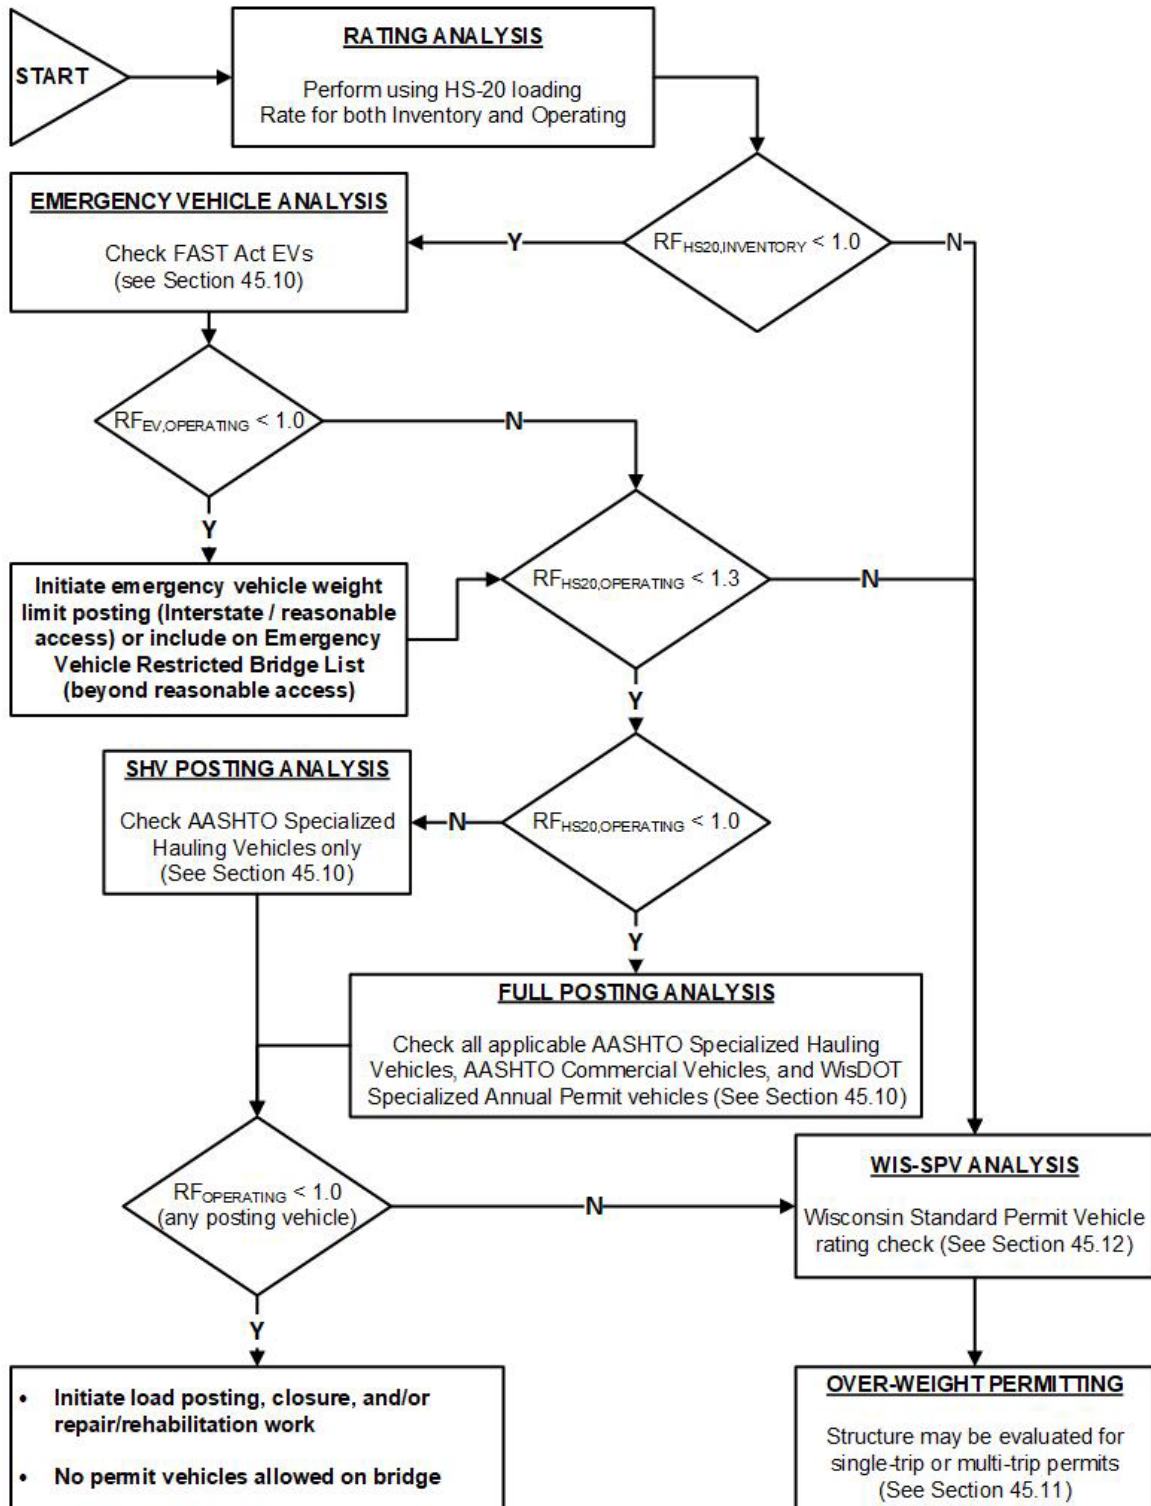 START
RATING ANALYSIS
Perform using HS-20 loading
Rate for both Inventory and Operating
RF_HS20,INVENTORY < 1.0
Y
N
EMERGENCY VEHICLE ANALYSIS
Check FAST Act EVs
(see Section 45.10)
RF_EV,OPERATING < 1.0
N
Y
Initiate emergency vehicle weight
limit posting (Interstate / reasonable
access) or include on Emergency
Vehicle Restricted Bridge List
(beyond reasonable access)
RF_HS20,OPERATING < 1.3
N
Y
RF_HS20,OPERATING < 1.0
N
Y
SHV POSTING ANALYSIS
Check AASHTO Specialized
Hauling Vehicles only
(See Section 45.10)
FULL POSTING ANALYSIS
Check all applicable AASHTO Specialized Hauling
Vehicles, AASHTO Commercial Vehicles, and WisDOT
Specialized Annual Permit vehicles (See Section 45.10)
RF_OPERATING < 1.0
(any posting vehicle)
N
Y
WIS-SPV ANALYSIS
Wisconsin Standard Permit Vehicle
rating check (See Section 45.12)
• Initiate load posting, closure, and/or
repair/rehabilitation work
• No permit vehicles allowed on bridge
OVER-WEIGHT PERMITTING
Structure may be evaluated for
single-trip or multi-trip permits
(See Section 45.11)